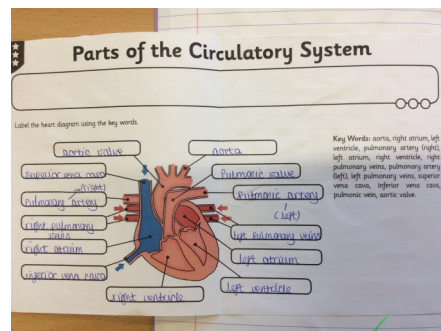 Parts of the Circulatory System
Label the heart diagram using the key words.
Key Words: aorta, right atrium, left
ventricle, pulmonary artery (right),
left atrium, right ventricle, right
pulmonary veins, pulmonary artery
(left), left pulmonary veins, superior
vena cava, inferior vena cava,
pulmonic vein, aortic valve.
aortic valve
aorta
superior vena cava
pulmonic valve
(right)
pulmonary artery
pulmonic artery
(left)
right pulmonary
veins
left pulmonary veins
right atrium
left atrium
inferior vena cava
left ventricle
right ventricle